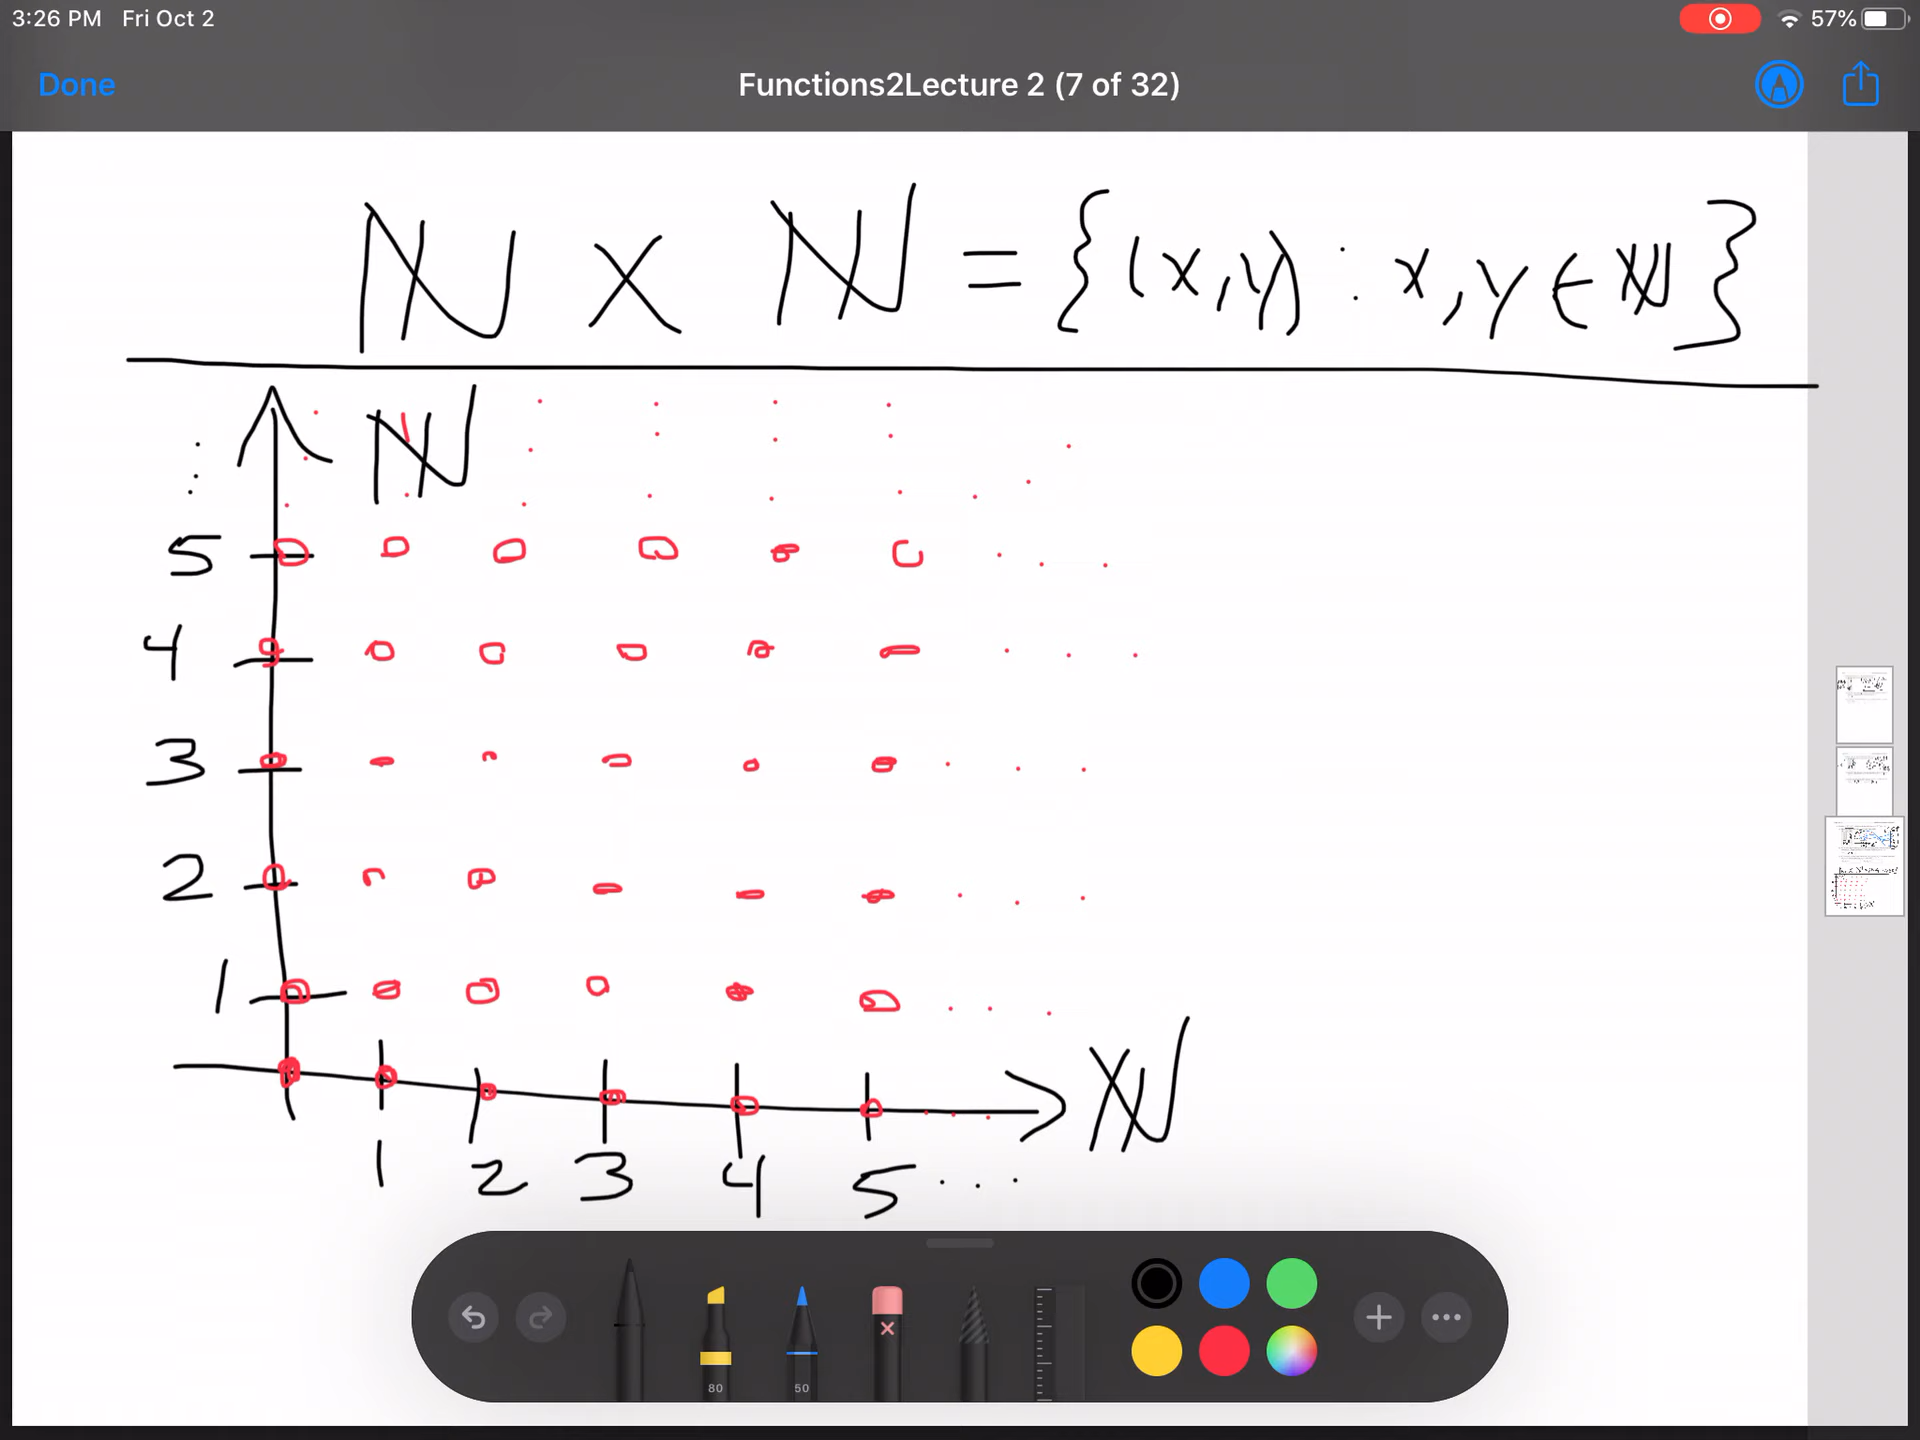 3:26 PM Fri Oct 2 57%
Done Functions2Lecture 2 (7 of 32)
ℕ x ℕ = {(x,y) : x,y ∈ ℕ}
ℕ
⋮
5
4
3
2
1
ℕ
1 2 3 4 5 . . .
80 50